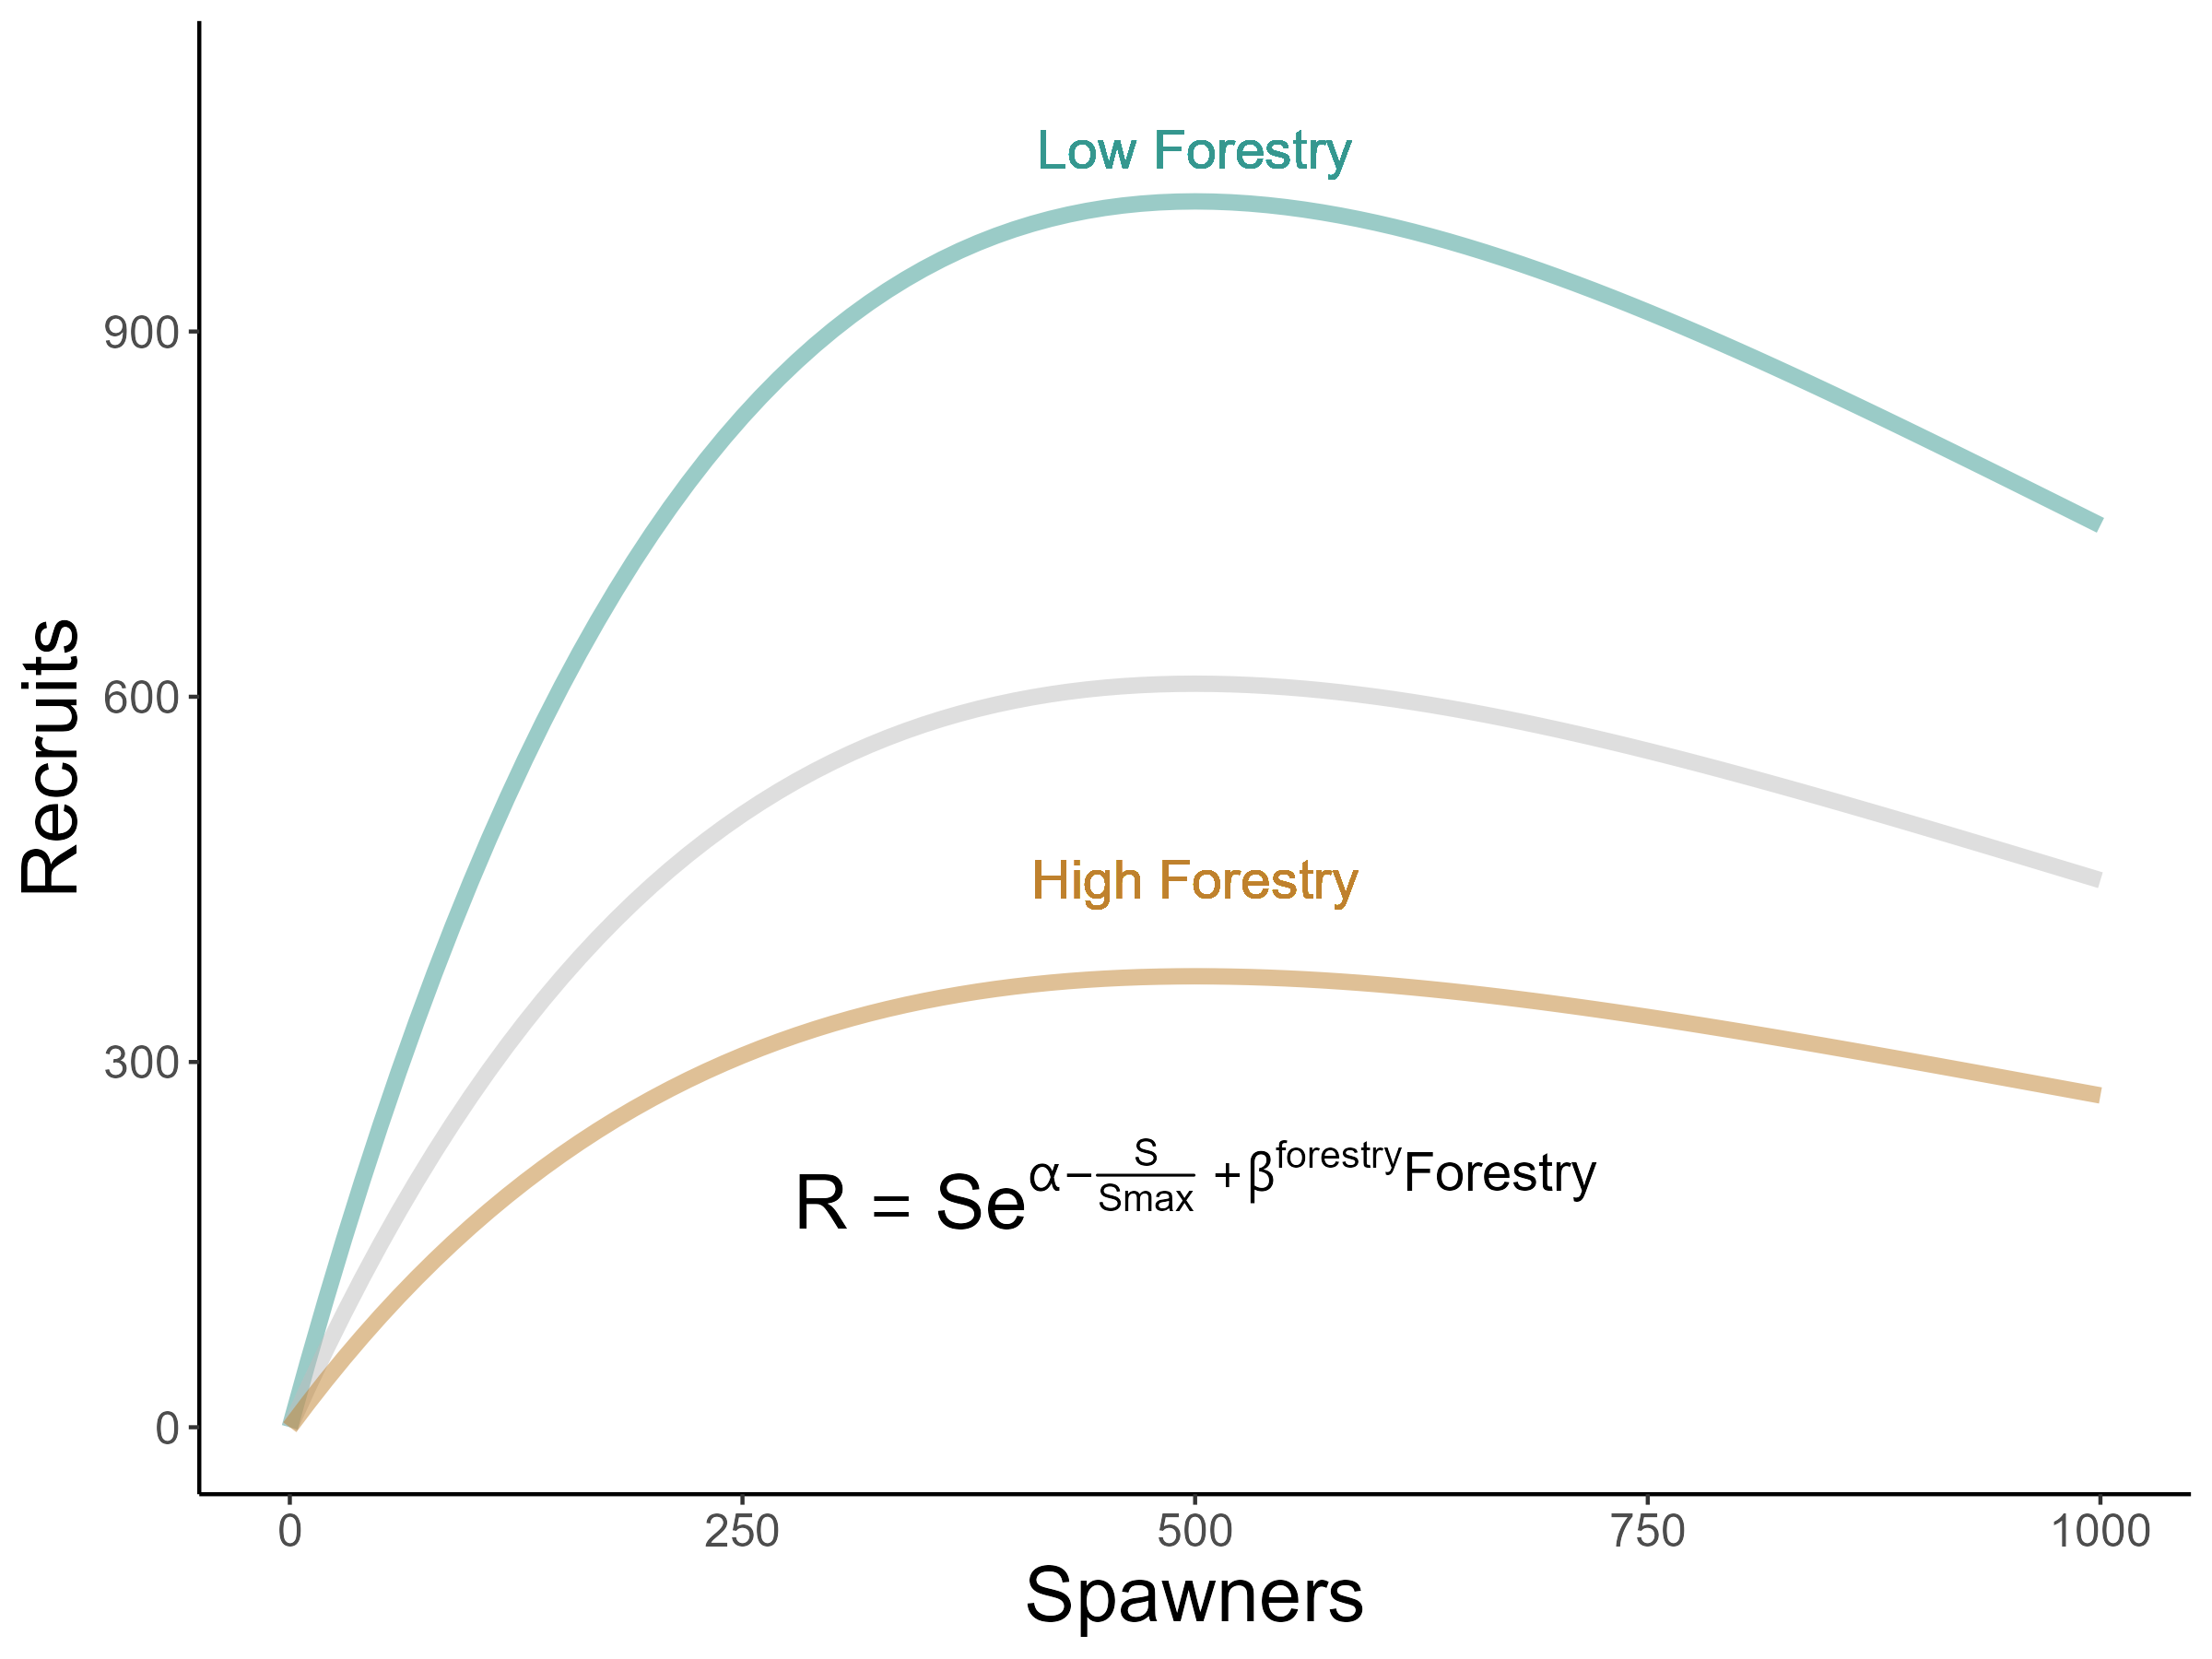 Low Forestry
900
Recruits
600
High Forestry
300
R = Se^{α−\frac{S}{Smax} +β^{forestry}Forestry}
0
0 250 500 750 1000
Spawners